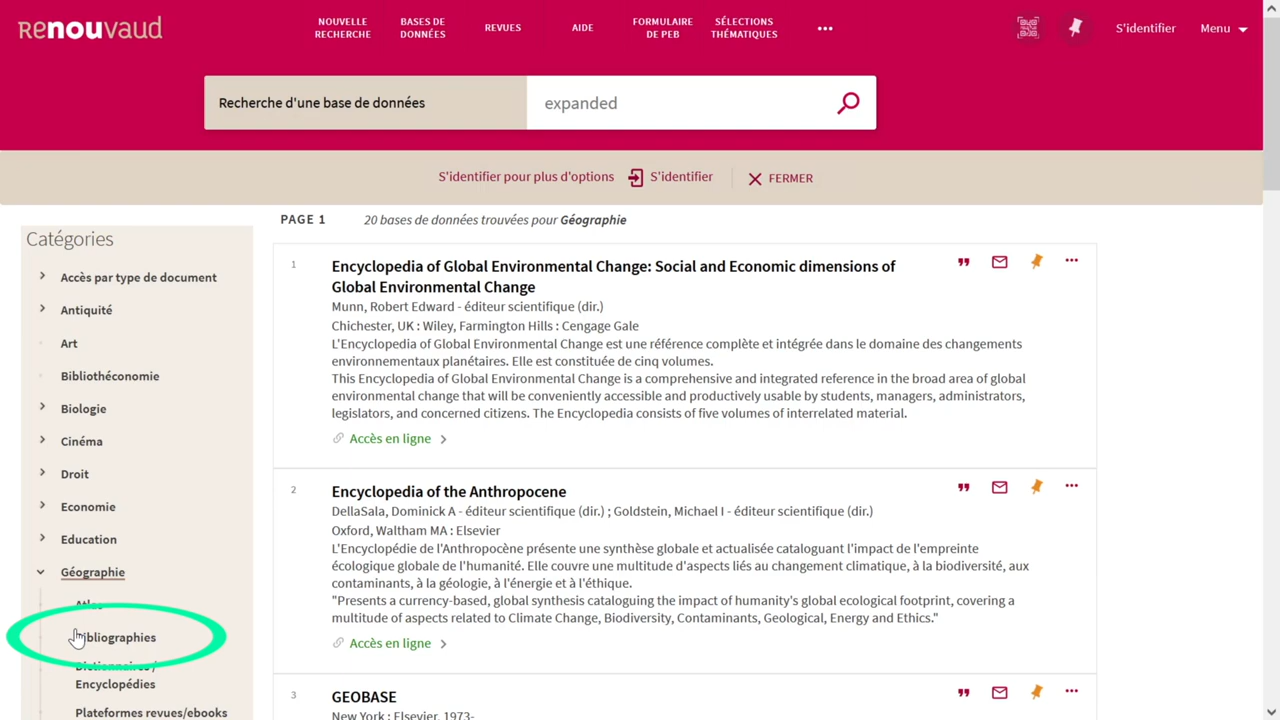 Renouvaud
NOUVELLE
RECHERCHE
BASES DE
DONNÉES
REVUES
AIDE
FORMULAIRE
DE PEB
SÉLECTIONS
THÉMATIQUES
S'identifier
Menu
Recherche d'une base de données
expanded
S'identifier pour plus d'options
S'identifier
FERMER
Catégories
Accès par type de document
Antiquité
Art
Bibliothéconomie
Biologie
Cinéma
Droit
Economie
Education
Géographie
Atlas
Bibliographies
Dictionnaires /
Encyclopédies
Plateformes revues/ebooks
PAGE 1
20 bases de données trouvées pour Géographie
1
Encyclopedia of Global Environmental Change: Social and Economic dimensions of
Global Environmental Change
Munn, Robert Edward - éditeur scientifique (dir.)
Chichester, UK : Wiley, Farmington Hills : Cengage Gale
L'Encyclopedia of Global Environmental Change est une référence complète et intégrée dans le domaine des changements
environnementaux planétaires. Elle est constituée de cinq volumes.
This Encyclopedia of Global Environmental Change is a comprehensive and integrated reference in the broad area of global
environmental change that will be conveniently accessible and productively usable by students, managers, administrators,
legislators, and concerned citizens. The Encyclopedia consists of five volumes of interrelated material.
Accès en ligne
2
Encyclopedia of the Anthropocene
DellaSala, Dominick A - éditeur scientifique (dir.) ; Goldstein, Michael I - éditeur scientifique (dir.)
Oxford, Waltham MA : Elsevier
L'Encyclopédie de l'Anthropocène présente une synthèse globale et actualisée cataloguant l'impact de l'empreinte
écologique globale de l'humanité. Elle couvre une multitude d'aspects liés au changement climatique, à la biodiversité, aux
contaminants, à la géologie, à l'énergie et à l'éthique.
"Presents a currency-based, global synthesis cataloguing the impact of humanity's global ecological footprint, covering a
multitude of aspects related to Climate Change, Biodiversity, Contaminants, Geological, Energy and Ethics."
Accès en ligne
3
GEOBASE
New York : Elsevier, 1973-